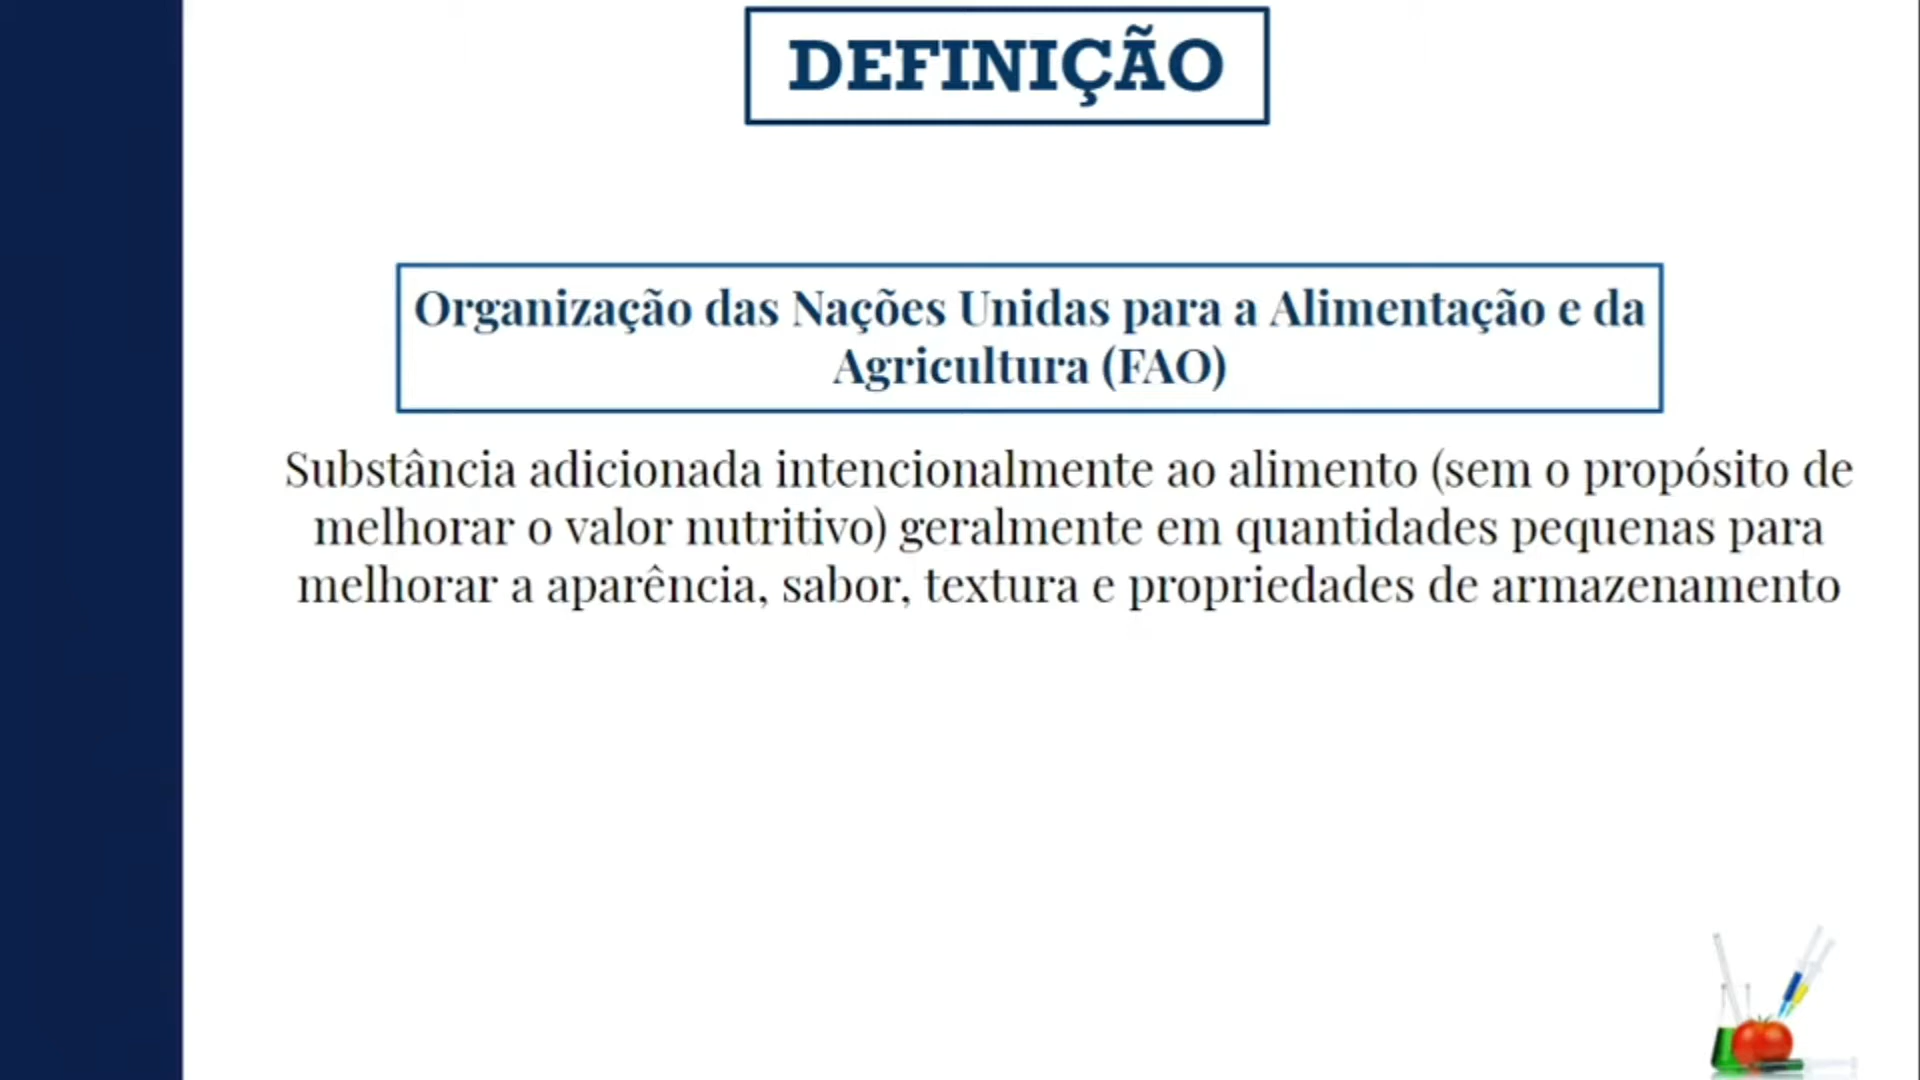 DEFINIÇÃO
Organização das Nações Unidas para a Alimentação e da
Agricultura (FAO)
Substância adicionada intencionalmente ao alimento (sem o propósito de
melhorar o valor nutritivo) geralmente em quantidades pequenas para
melhorar a aparência, sabor, textura e propriedades de armazenamento